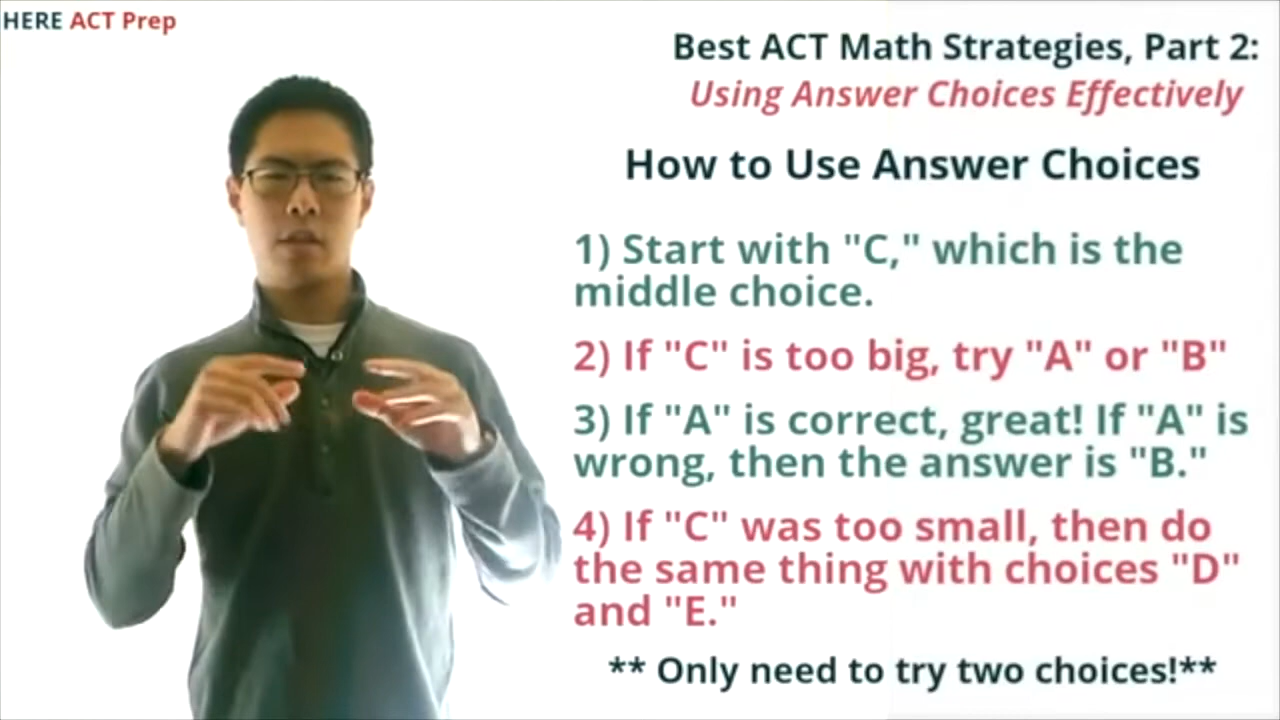 HERE ACT Prep
Best ACT Math Strategies, Part 2:
Using Answer Choices Effectively
How to Use Answer Choices
1) Start with "C," which is the
middle choice.
2) If "C" is too big, try "A" or "B"
3) If "A" is correct, great! If "A" is
wrong, then the answer is "B."
4) If "C" was too small, then do
the same thing with choices "D"
and "E."
** Only need to try two choices!**